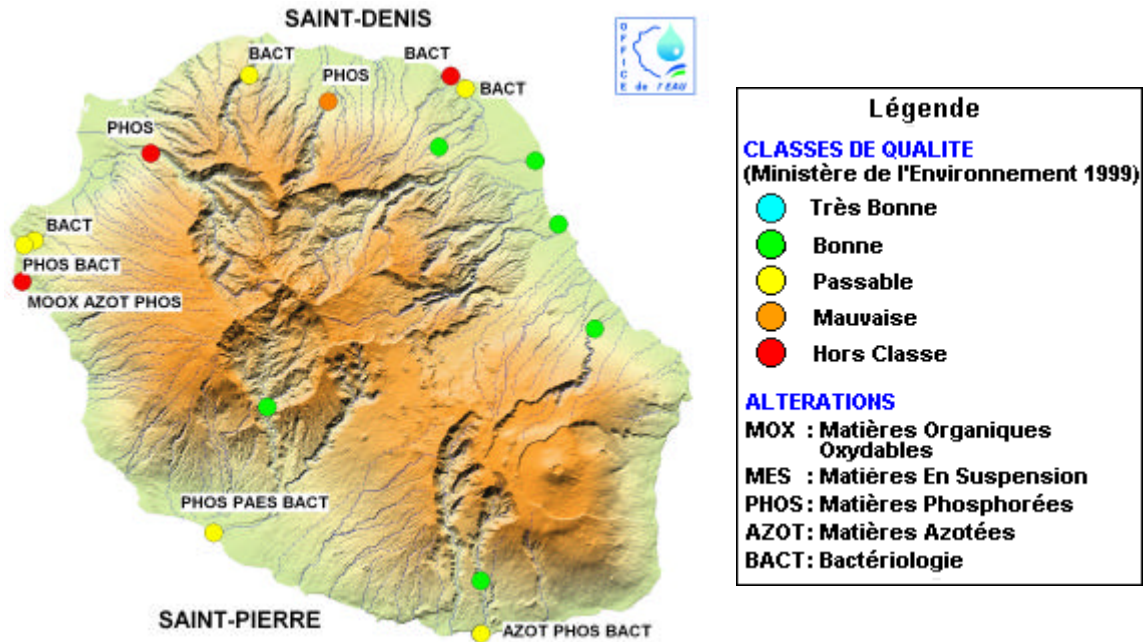 SAINT-DENIS
BACT
BACT
PHOS
BACT
PHOS
BACT
PHOS BACT
MOOX AZOT PHOS
PHOS PAES BACT
SAINT-PIERRE
AZOT PHOS BACT
OFFICE
de l'EAU
Légende
CLASSES DE QUALITE
(Ministère de l'Environnement 1999)
Très Bonne
Bonne
Passable
Mauvaise
Hors Classe
ALTERATIONS
MOX : Matières Organiques
Oxydables
MES : Matières En Suspension
PHOS : Matières Phosphorées
AZOT : Matières Azotées
BACT : Bactériologie